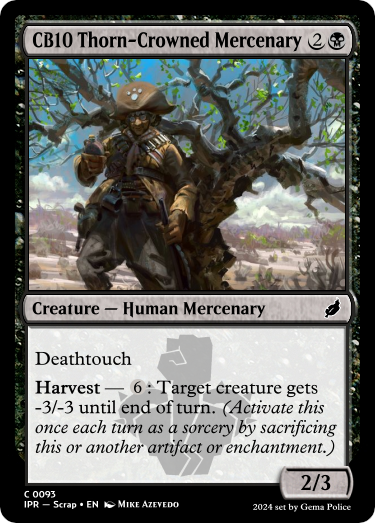 CB10 Thorn-Crowned Mercenary 2
Creature — Human Mercenary
Deathtouch
Harvest — 6 : Target creature gets
-3/-3 until end of turn. (Activate this
once each turn as a sorcery by sacrificing
this or another artifact or enchantment.)
2/3
C 0093
IPR — Scrap • EN Mike Azevedo
2024 set by Gema Police